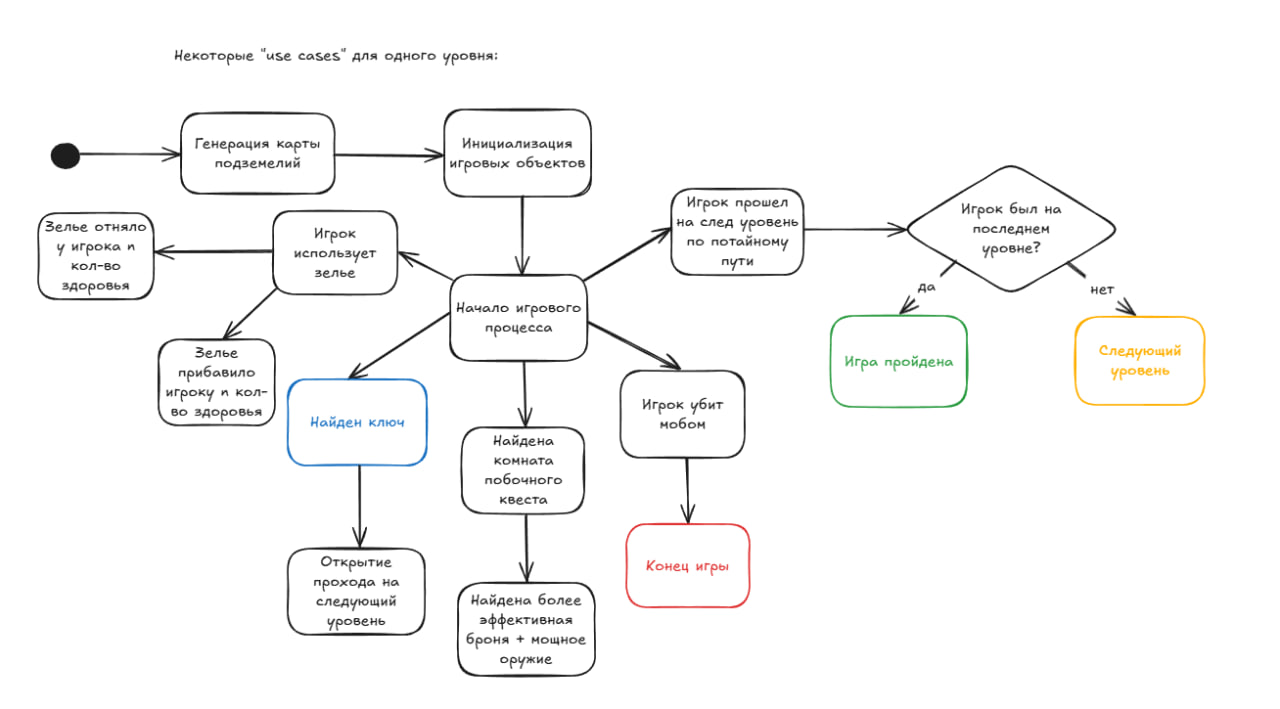 Некоторые "use cases" для одного уровня:
Генерация карты
подземелий
Инициализация
игровых объектов
Игрок прошел
на след уровень
по потайному
пути
Игрок был на
последнем
уровне?
да
нет
Игра пройдена
Следующий
уровень
Зелье отняло
у игрока n
кол-во
здоровья
Игрок
использует
зелье
Начало игрового
процесса
Зелье
прибавило
игроку n кол-
во здоровья
Найден ключ
Игрок убит
мобом
Найдена
комната
побочного
квеста
Открытие
прохода на
следующий
уровень
Найдена более
эффективная
броня + мощное
оружие
Конец игры